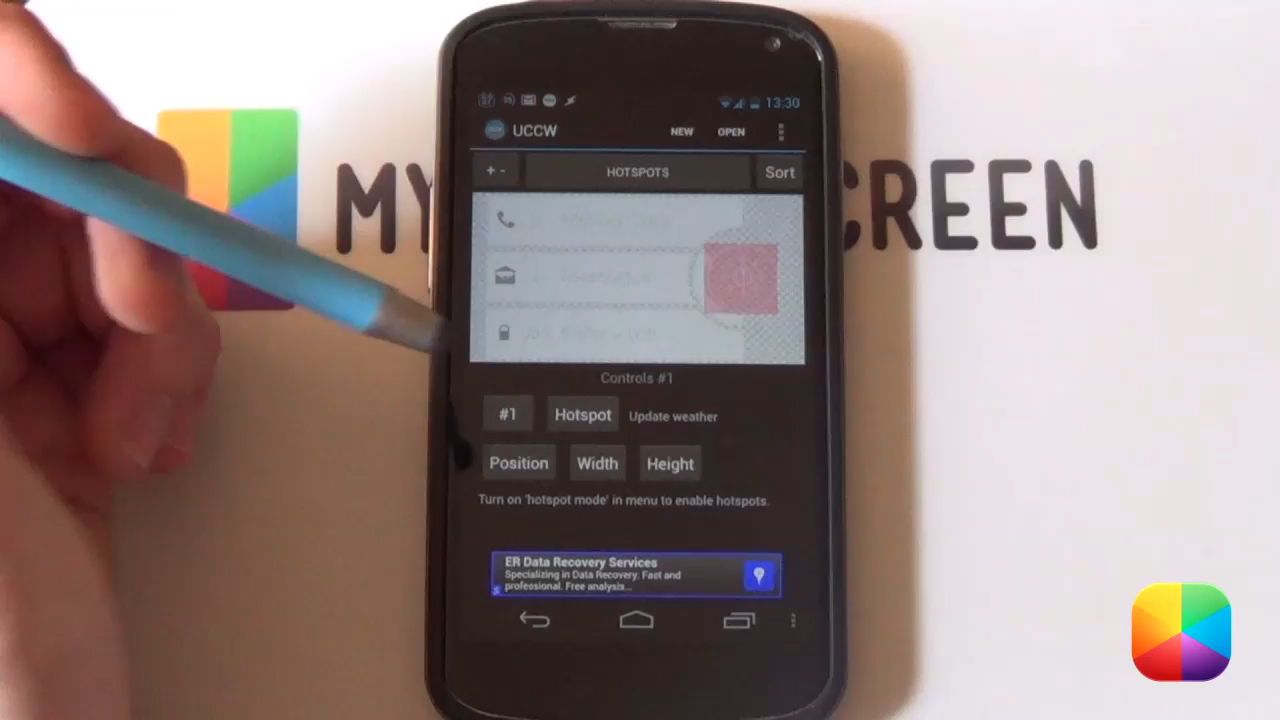 13:30
UCCW
NEW
OPEN
+ -
HOTSPOTS
Sort
MY
CREEN
Controls #1
#1
Hotspot
Update weather
Position
Width
Height
Turn on 'hotspot mode' in menu to enable hotspots.
ER Data Recovery Services
Specializing in Data Recovery. Fast and
professional. Free analysis...